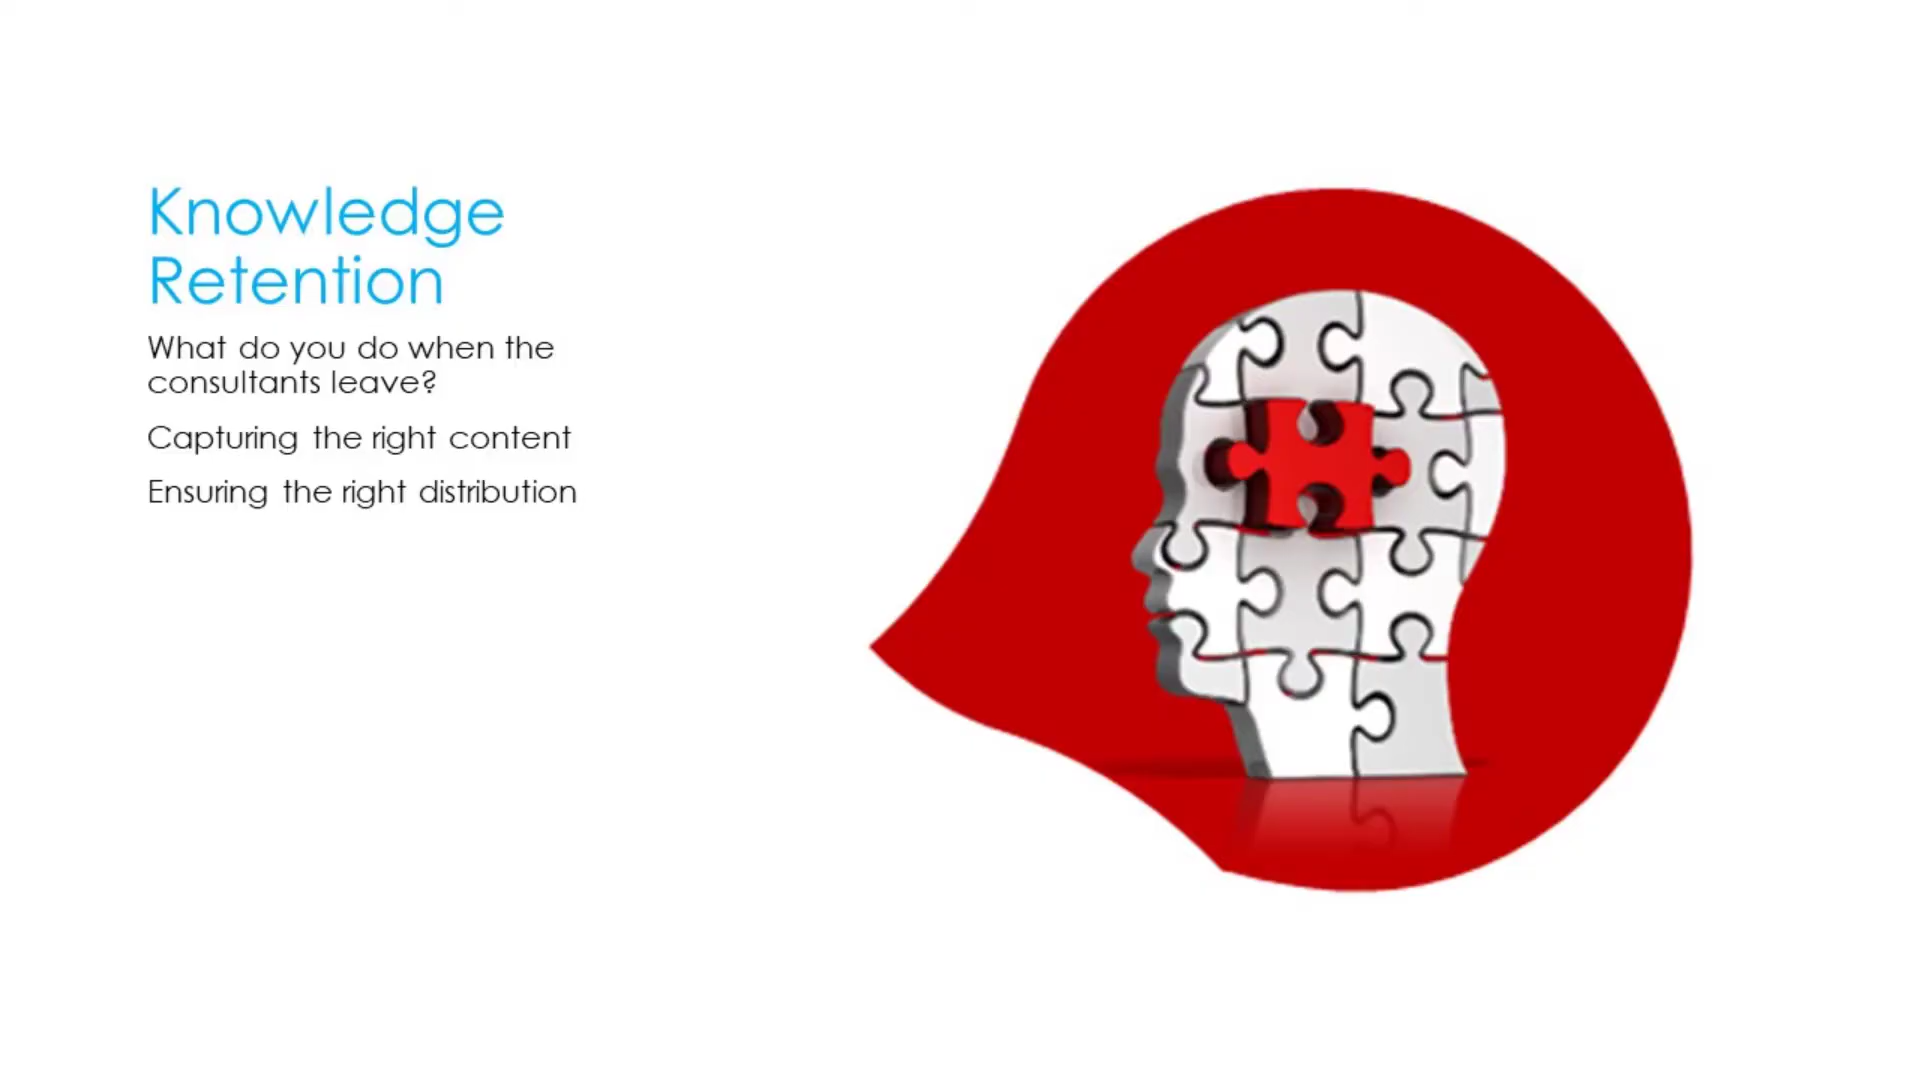 Knowledge
Retention
What do you do when the
consultants leave?
Capturing the right content
Ensuring the right distribution